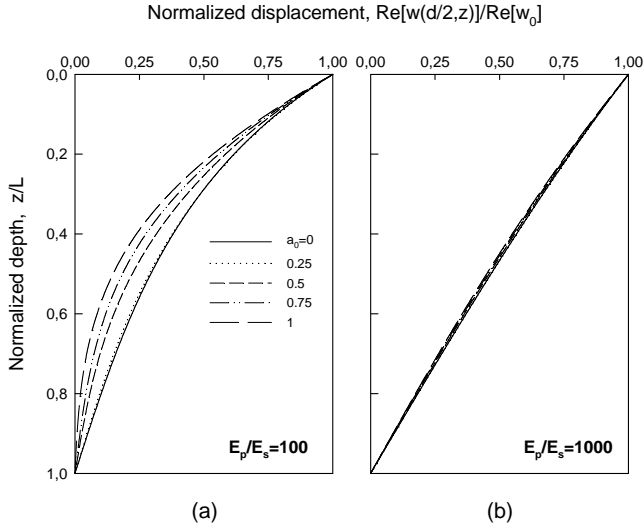 Normalized displacement, Re[w(d/2,z)]/Re[w0]
0,00 0,25 0,50 0,75 1,00
0,00 0,25 0,50 0,75 1,00
0,0
0,2
0,4
0,6
0,8
1,0
Normalized depth, z/L
a0=0
0.25
0.5
0.75
1
Ep/Es=100
Ep/Es=1000
(a)
(b)